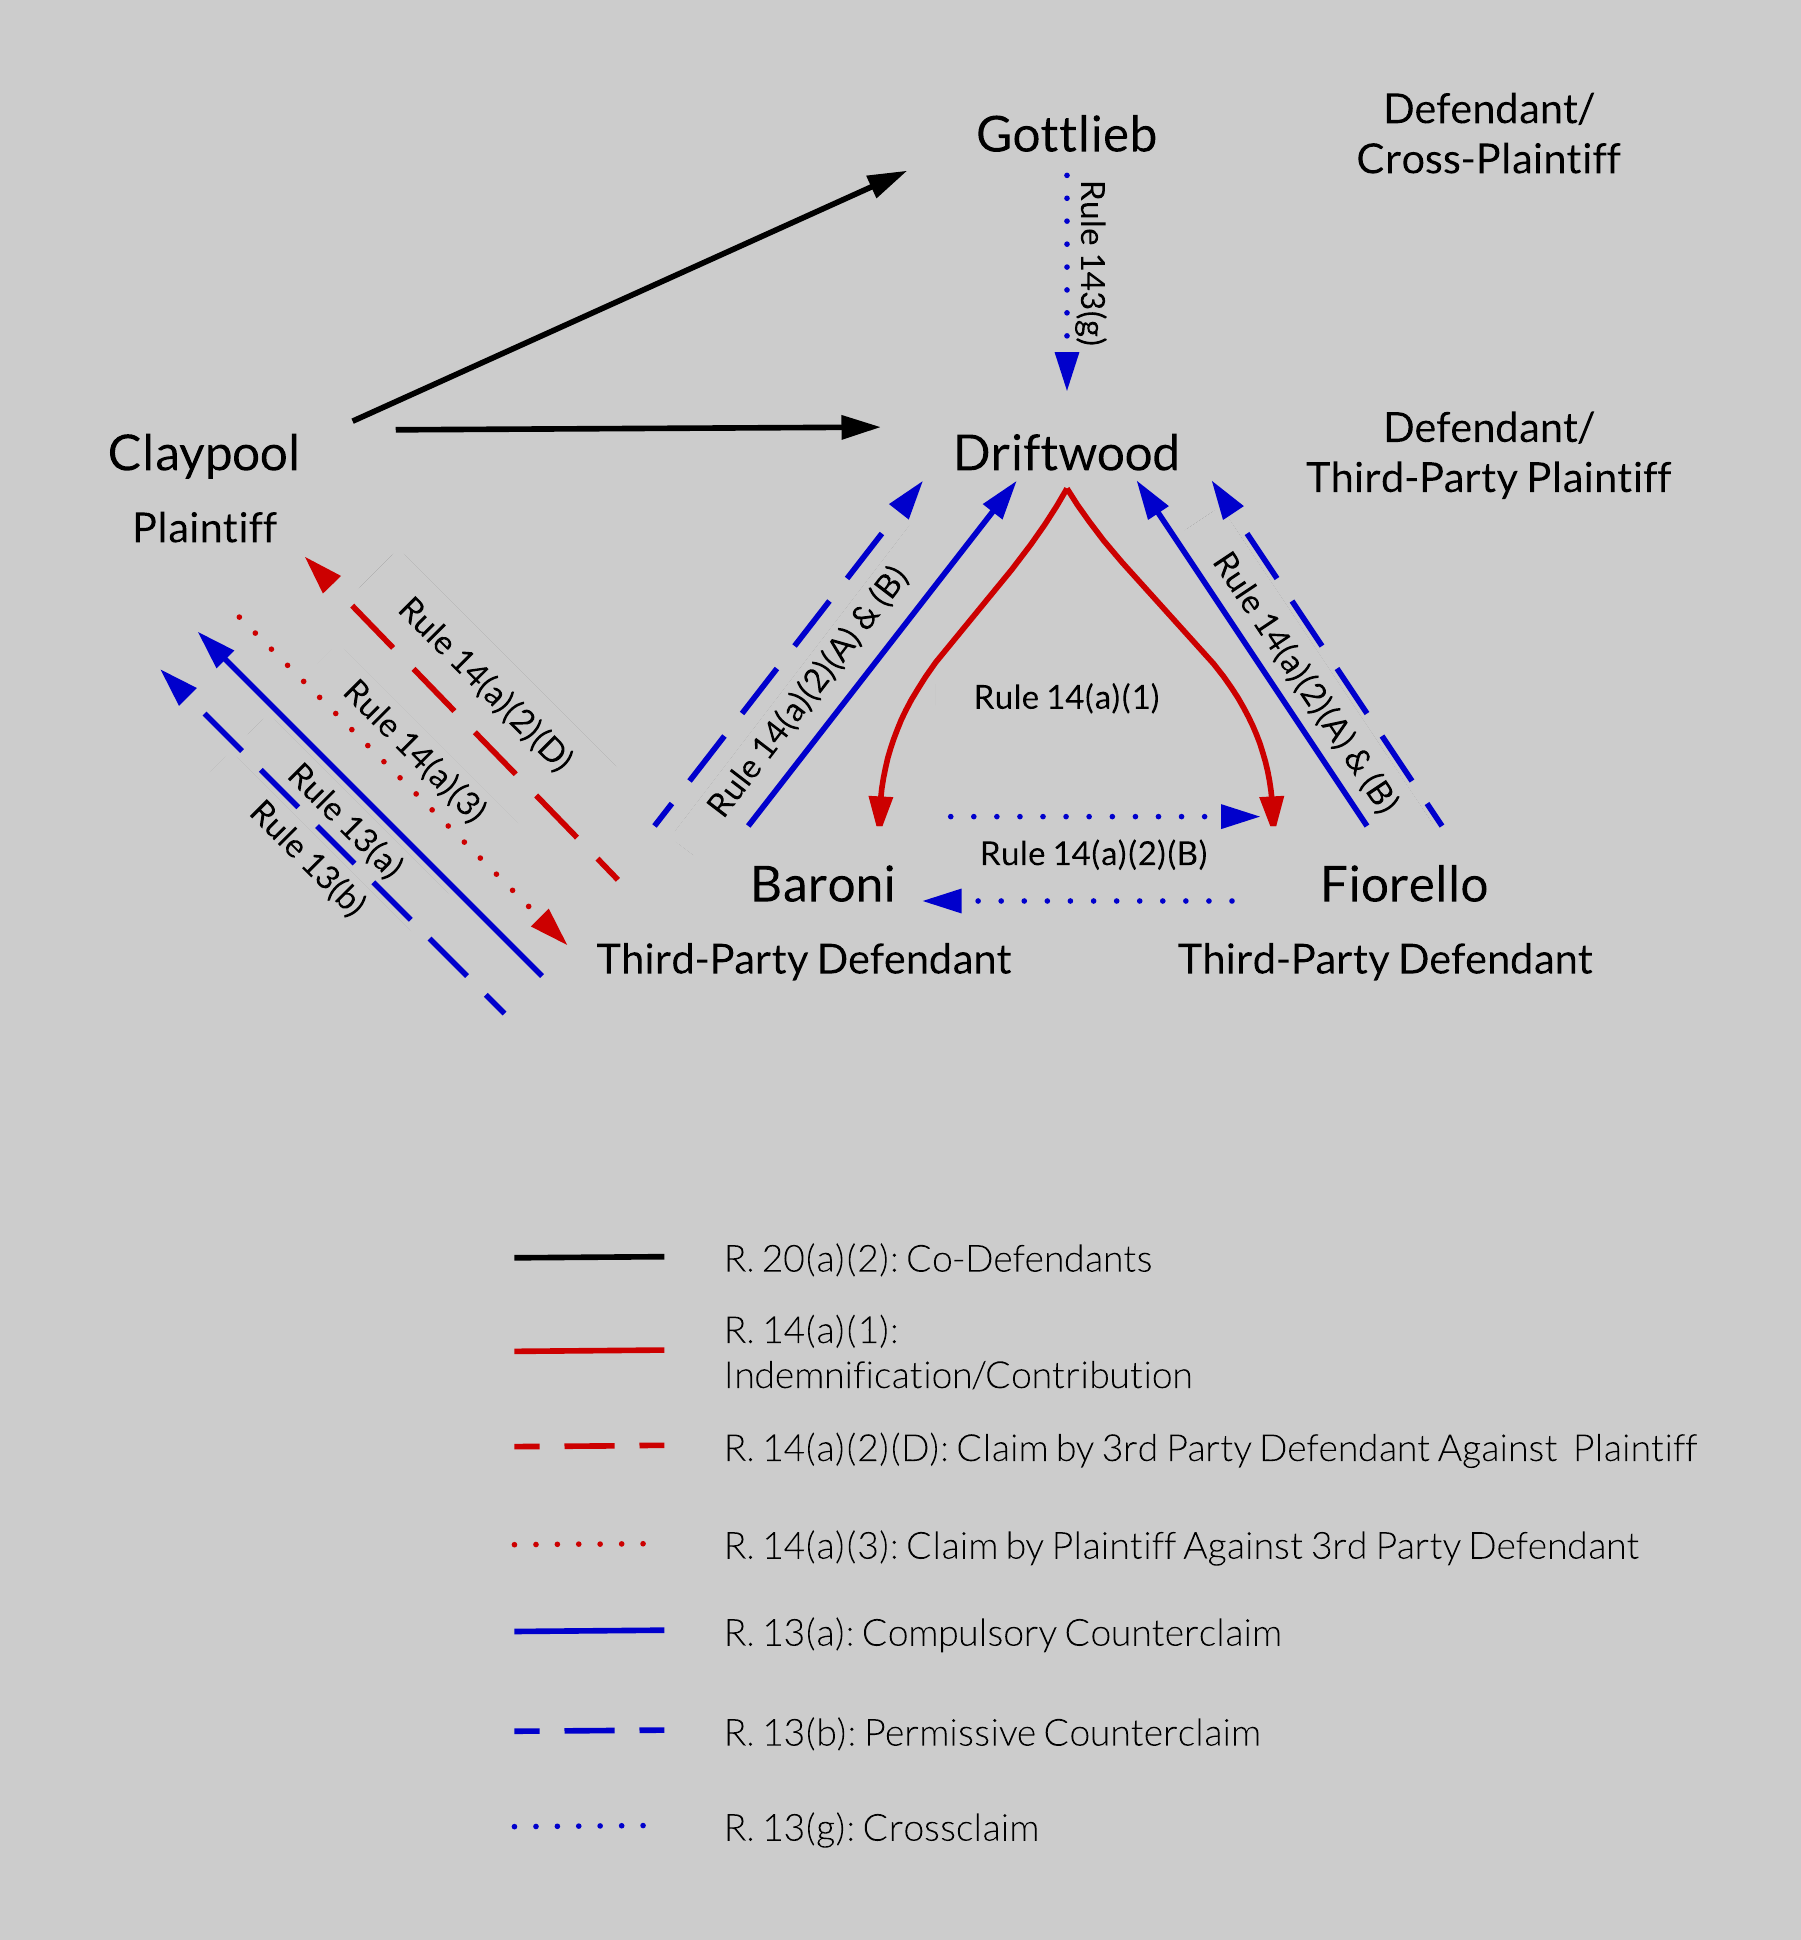 Gottlieb
Defendant/
Cross-Plaintiff
Rule 143(g)
Claypool
Plaintiff
Driftwood
Defendant/
Third-Party Plaintiff
Rule 14(a)(2)(D)
Rule 14(a)(3)
Rule 13(a)
Rule 13(b)
Rule 14(a)(2)(A) & (B)
Rule 14(a)(1)
Rule 14(a)(2)(A) & (B)
Rule 14(a)(2)(B)
Baroni
Third-Party Defendant
Fiorello
Third-Party Defendant
R. 20(a)(2): Co-Defendants
R. 14(a)(1):
Indemnification/Contribution
R. 14(a)(2)(D): Claim by 3rd Party Defendant Against Plaintiff
R. 14(a)(3): Claim by Plaintiff Against 3rd Party Defendant
R. 13(a): Compulsory Counterclaim
R. 13(b): Permissive Counterclaim
R. 13(g): Crossclaim